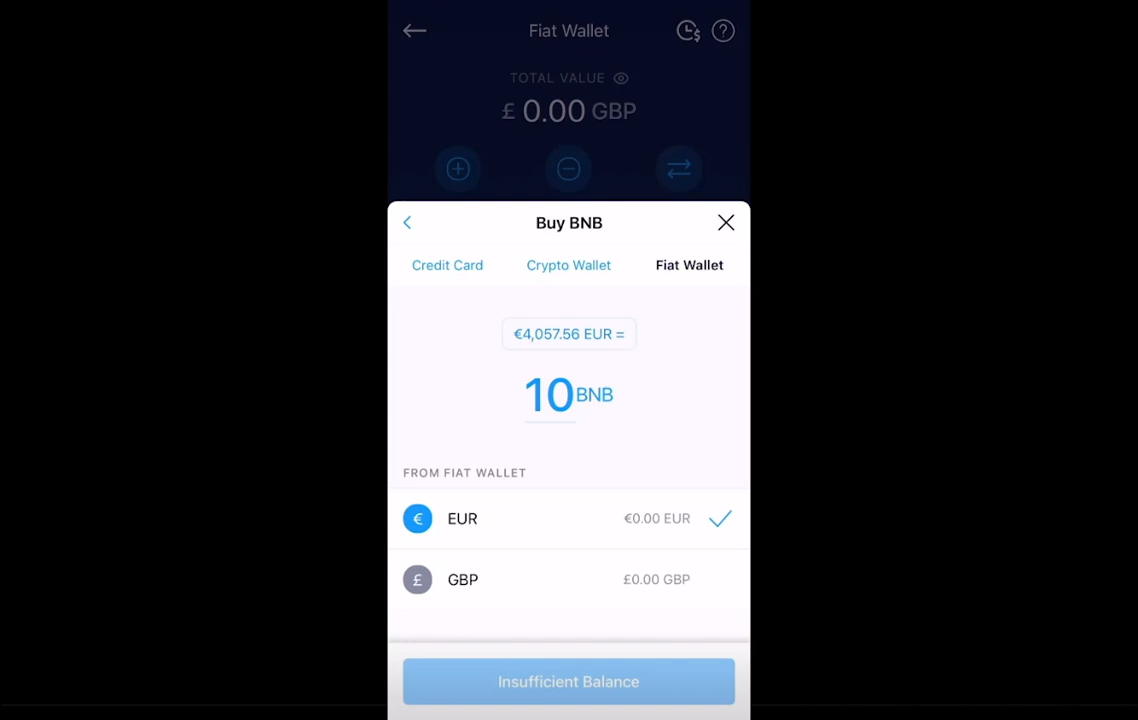 Fiat Wallet
TOTAL VALUE
£ 0.00 GBP
Buy BNB
Credit Card Crypto Wallet Fiat Wallet
€4,057.56 EUR =
10 BNB
FROM FIAT WALLET
€ EUR €0.00 EUR
£ GBP £0.00 GBP
Insufficient Balance